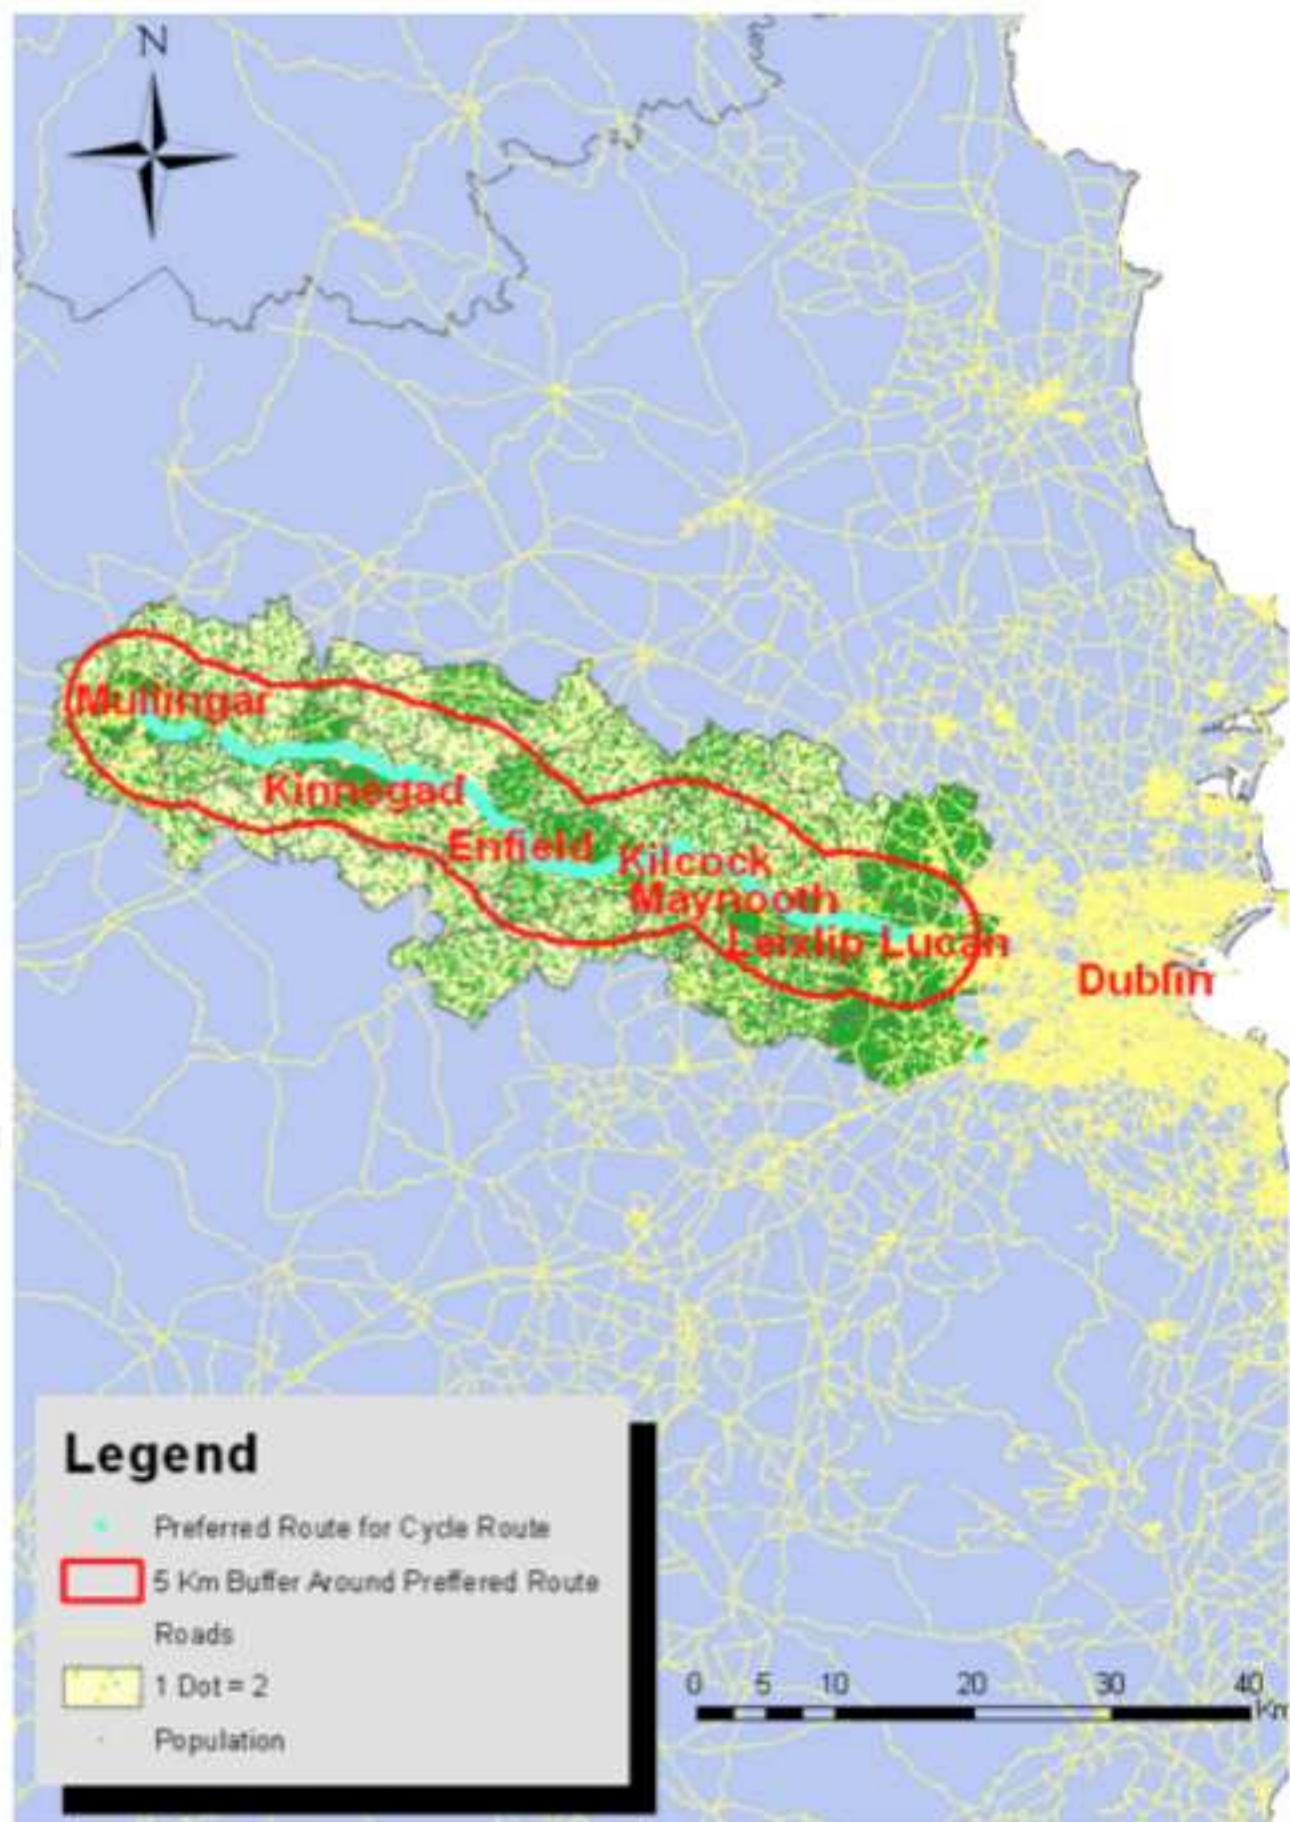 N
Mullingar
Kinnegad
Enfield
Kilcock
Maynooth
Leixlip Lucan
Dublin
Legend
Preferred Route for Cycle Route
5 Km Buffer Around Preffered Route
Roads
1 Dot = 2
Population
0 5 10 20 30 40
Km